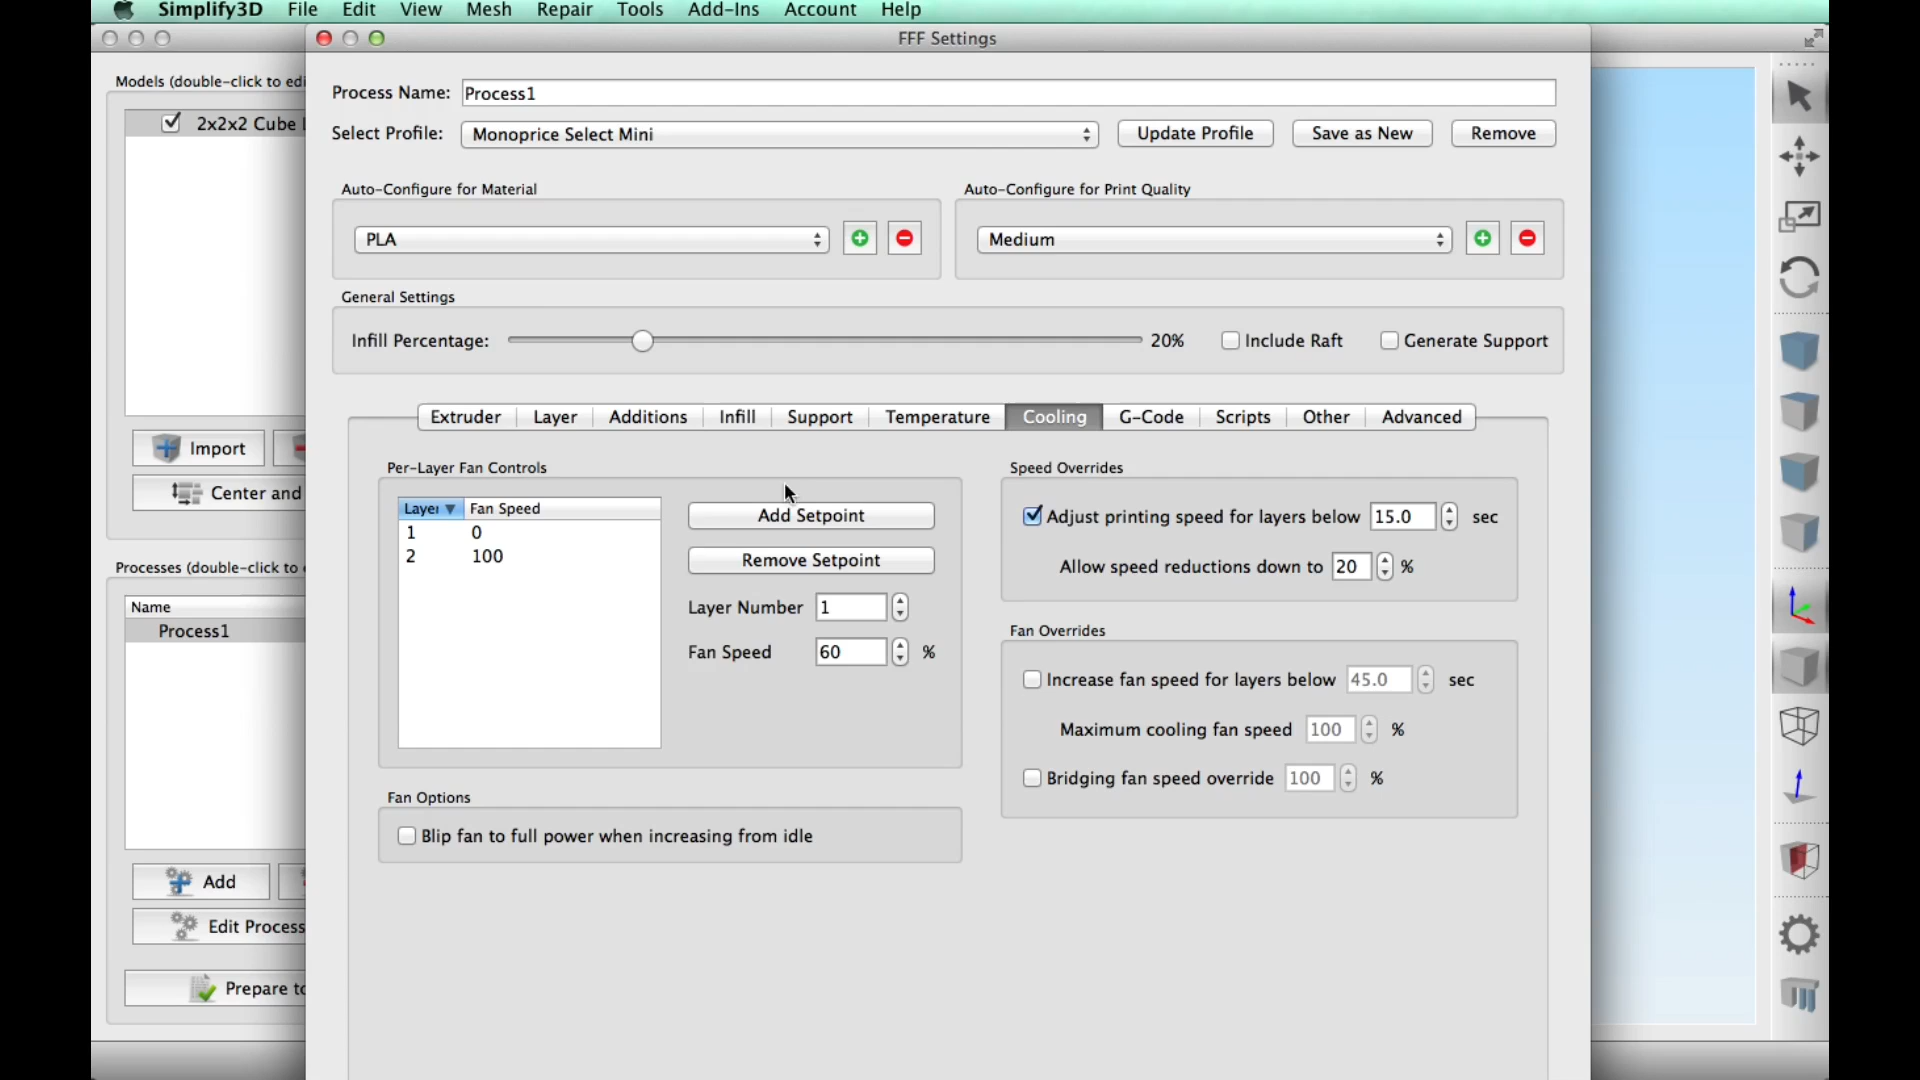 Simplify3D File Edit View Mesh Repair Tools Add-Ins Account Help
FFF Settings
Models (double-click to edi
2x2x2 Cube
Import
Center and
Processes (double-click to
Name
Process1
Add
Edit Process
Prepare to
Process Name: Process1
Select Profile: Monoprice Select Mini Update Profile Save as New Remove
Auto-Configure for Material
PLA
Auto-Configure for Print Quality
Medium
General Settings
Infill Percentage: 20% Include Raft Generate Support
Extruder Layer Additions Infill Support Temperature Cooling G-Code Scripts Other Advanced
Per-Layer Fan Controls
Layer Fan Speed
1 0
2 100
Add Setpoint
Remove Setpoint
Layer Number 1
Fan Speed 60 %
Fan Options
Blip fan to full power when increasing from idle
Speed Overrides
Adjust printing speed for layers below 15.0 sec
Allow speed reductions down to 20 %
Fan Overrides
Increase fan speed for layers below 45.0 sec
Maximum cooling fan speed 100 %
Bridging fan speed override 100 %